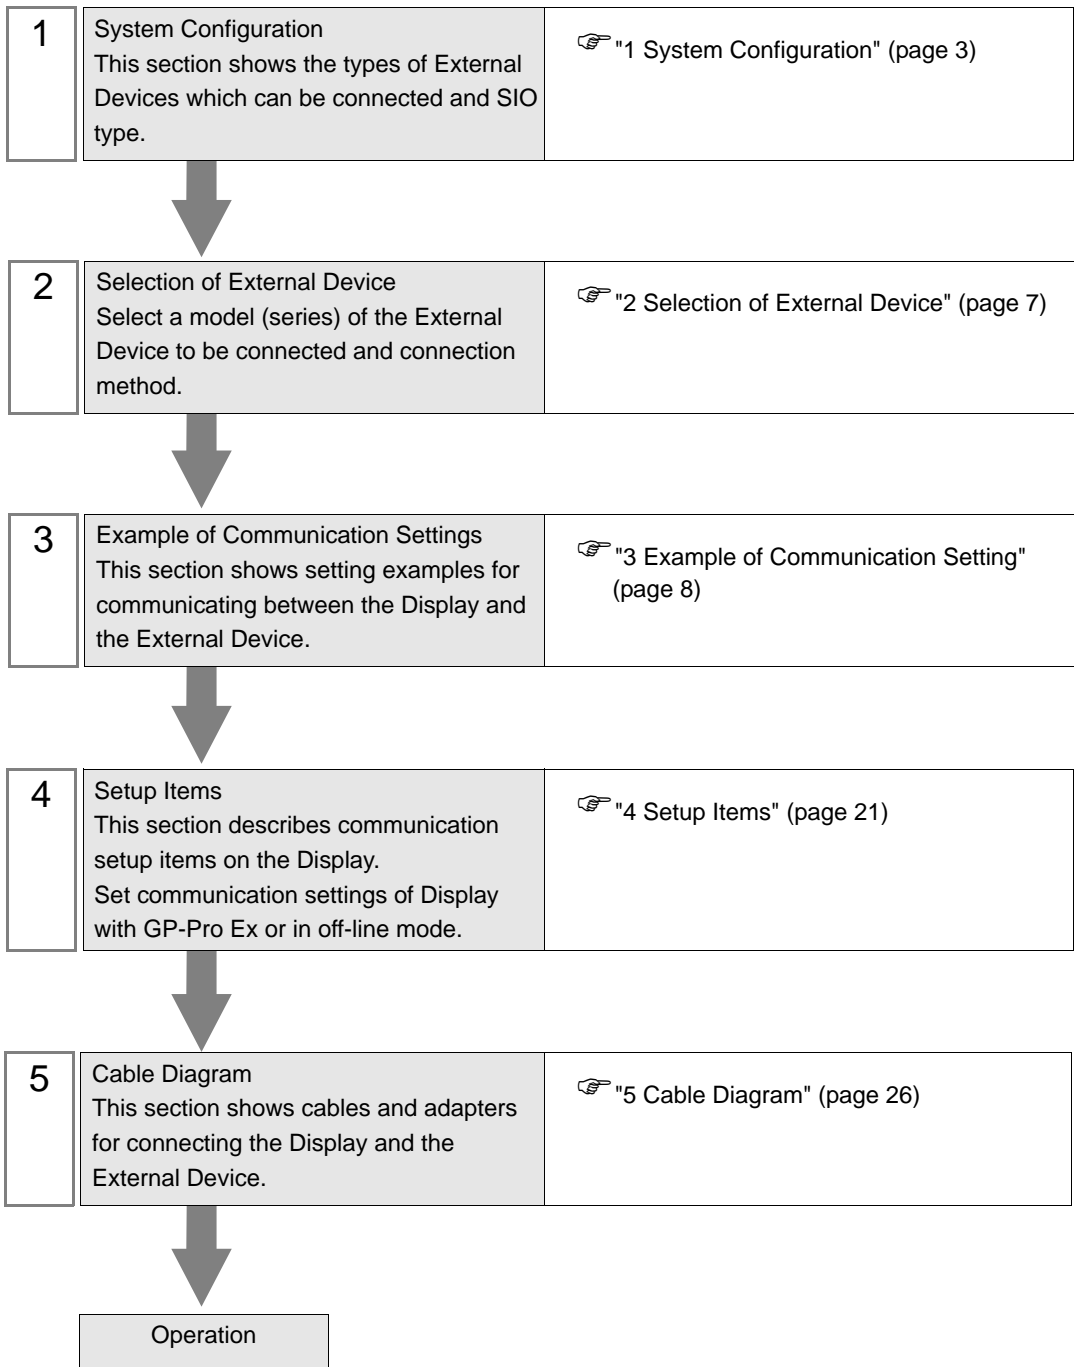 1
System Configuration
This section shows the types of External
Devices which can be connected and SIO
type.
"1 System Configuration" (page 3)
2
Selection of External Device
Select a model (series) of the External
Device to be connected and connection
method.
"2 Selection of External Device" (page 7)
3
Example of Communication Settings
This section shows setting examples for
communicating between the Display and
the External Device.
"3 Example of Communication Setting"
(page 8)
4
Setup Items
This section describes communication
setup items on the Display.
Set communication settings of Display
with GP-Pro Ex or in off-line mode.
"4 Setup Items" (page 21)
5
Cable Diagram
This section shows cables and adapters
for connecting the Display and the
External Device.
"5 Cable Diagram" (page 26)
Operation